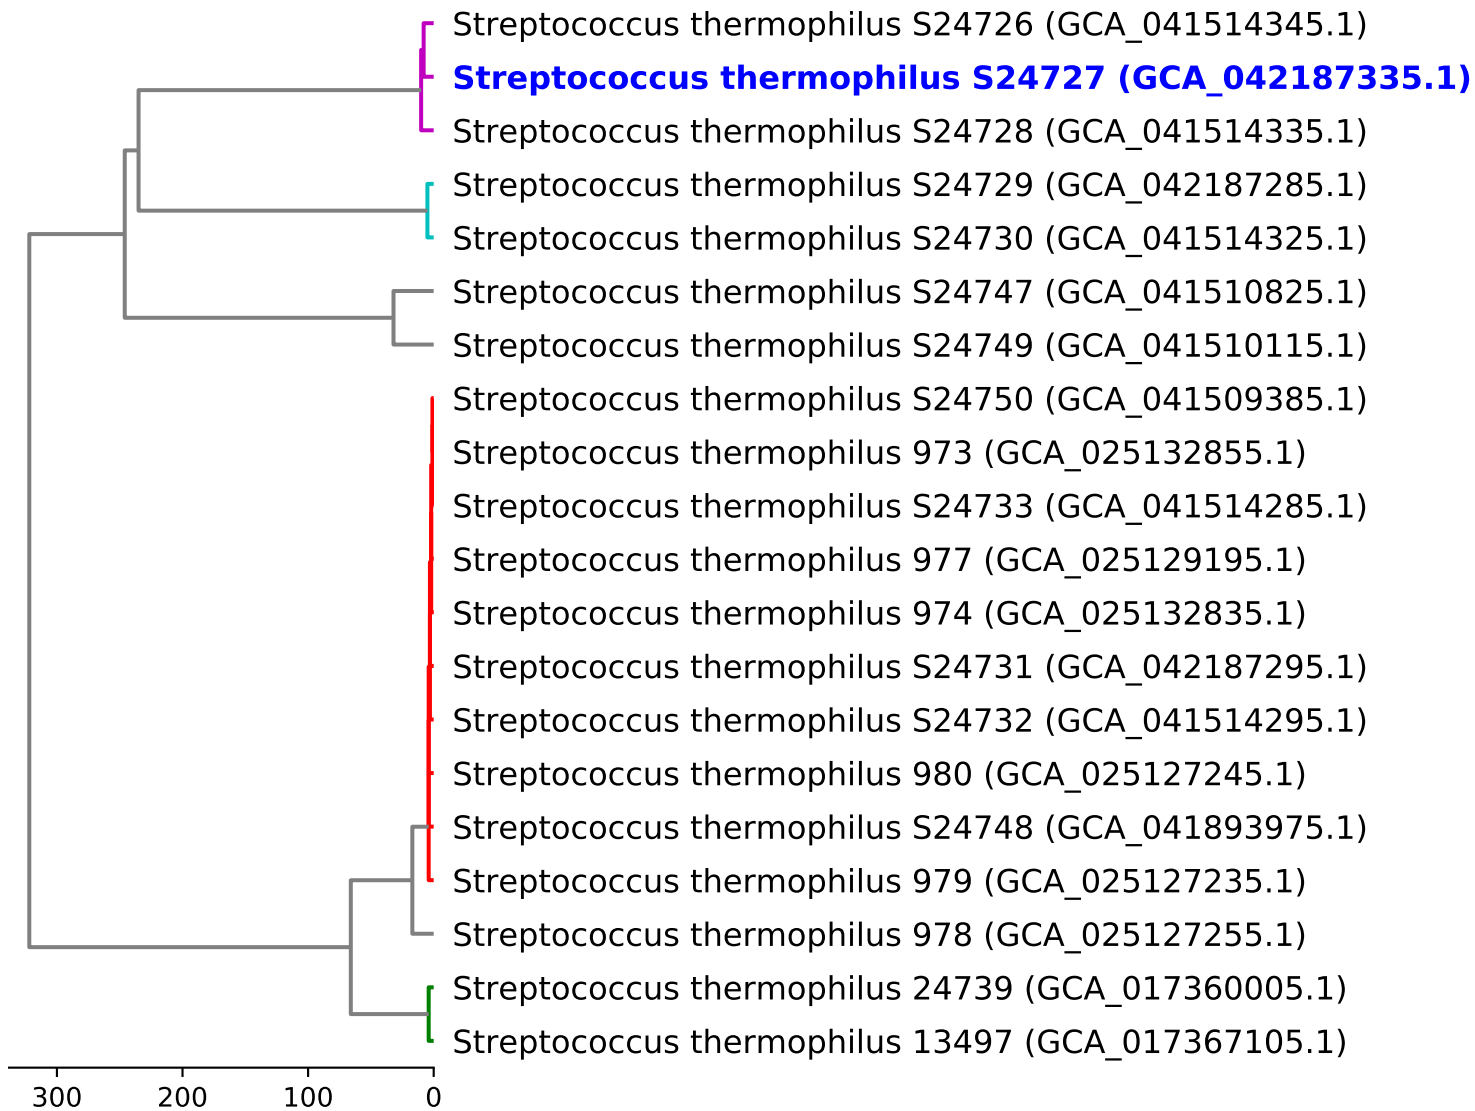 Streptococcus thermophilus S24726 (GCA_041514345.1)
Streptococcus thermophilus S24727 (GCA_042187335.1)
Streptococcus thermophilus S24728 (GCA_041514335.1)
Streptococcus thermophilus S24729 (GCA_042187285.1)
Streptococcus thermophilus S24730 (GCA_041514325.1)
Streptococcus thermophilus S24747 (GCA_041510825.1)
Streptococcus thermophilus S24749 (GCA_041510115.1)
Streptococcus thermophilus S24750 (GCA_041509385.1)
Streptococcus thermophilus 973 (GCA_025132855.1)
Streptococcus thermophilus S24733 (GCA_041514285.1)
Streptococcus thermophilus 977 (GCA_025129195.1)
Streptococcus thermophilus 974 (GCA_025132835.1)
Streptococcus thermophilus S24731 (GCA_042187295.1)
Streptococcus thermophilus S24732 (GCA_041514295.1)
Streptococcus thermophilus 980 (GCA_025127245.1)
Streptococcus thermophilus S24748 (GCA_041893975.1)
Streptococcus thermophilus 979 (GCA_025127235.1)
Streptococcus thermophilus 978 (GCA_025127255.1)
Streptococcus thermophilus 24739 (GCA_017360005.1)
Streptococcus thermophilus 13497 (GCA_017367105.1)
300 200 100 0